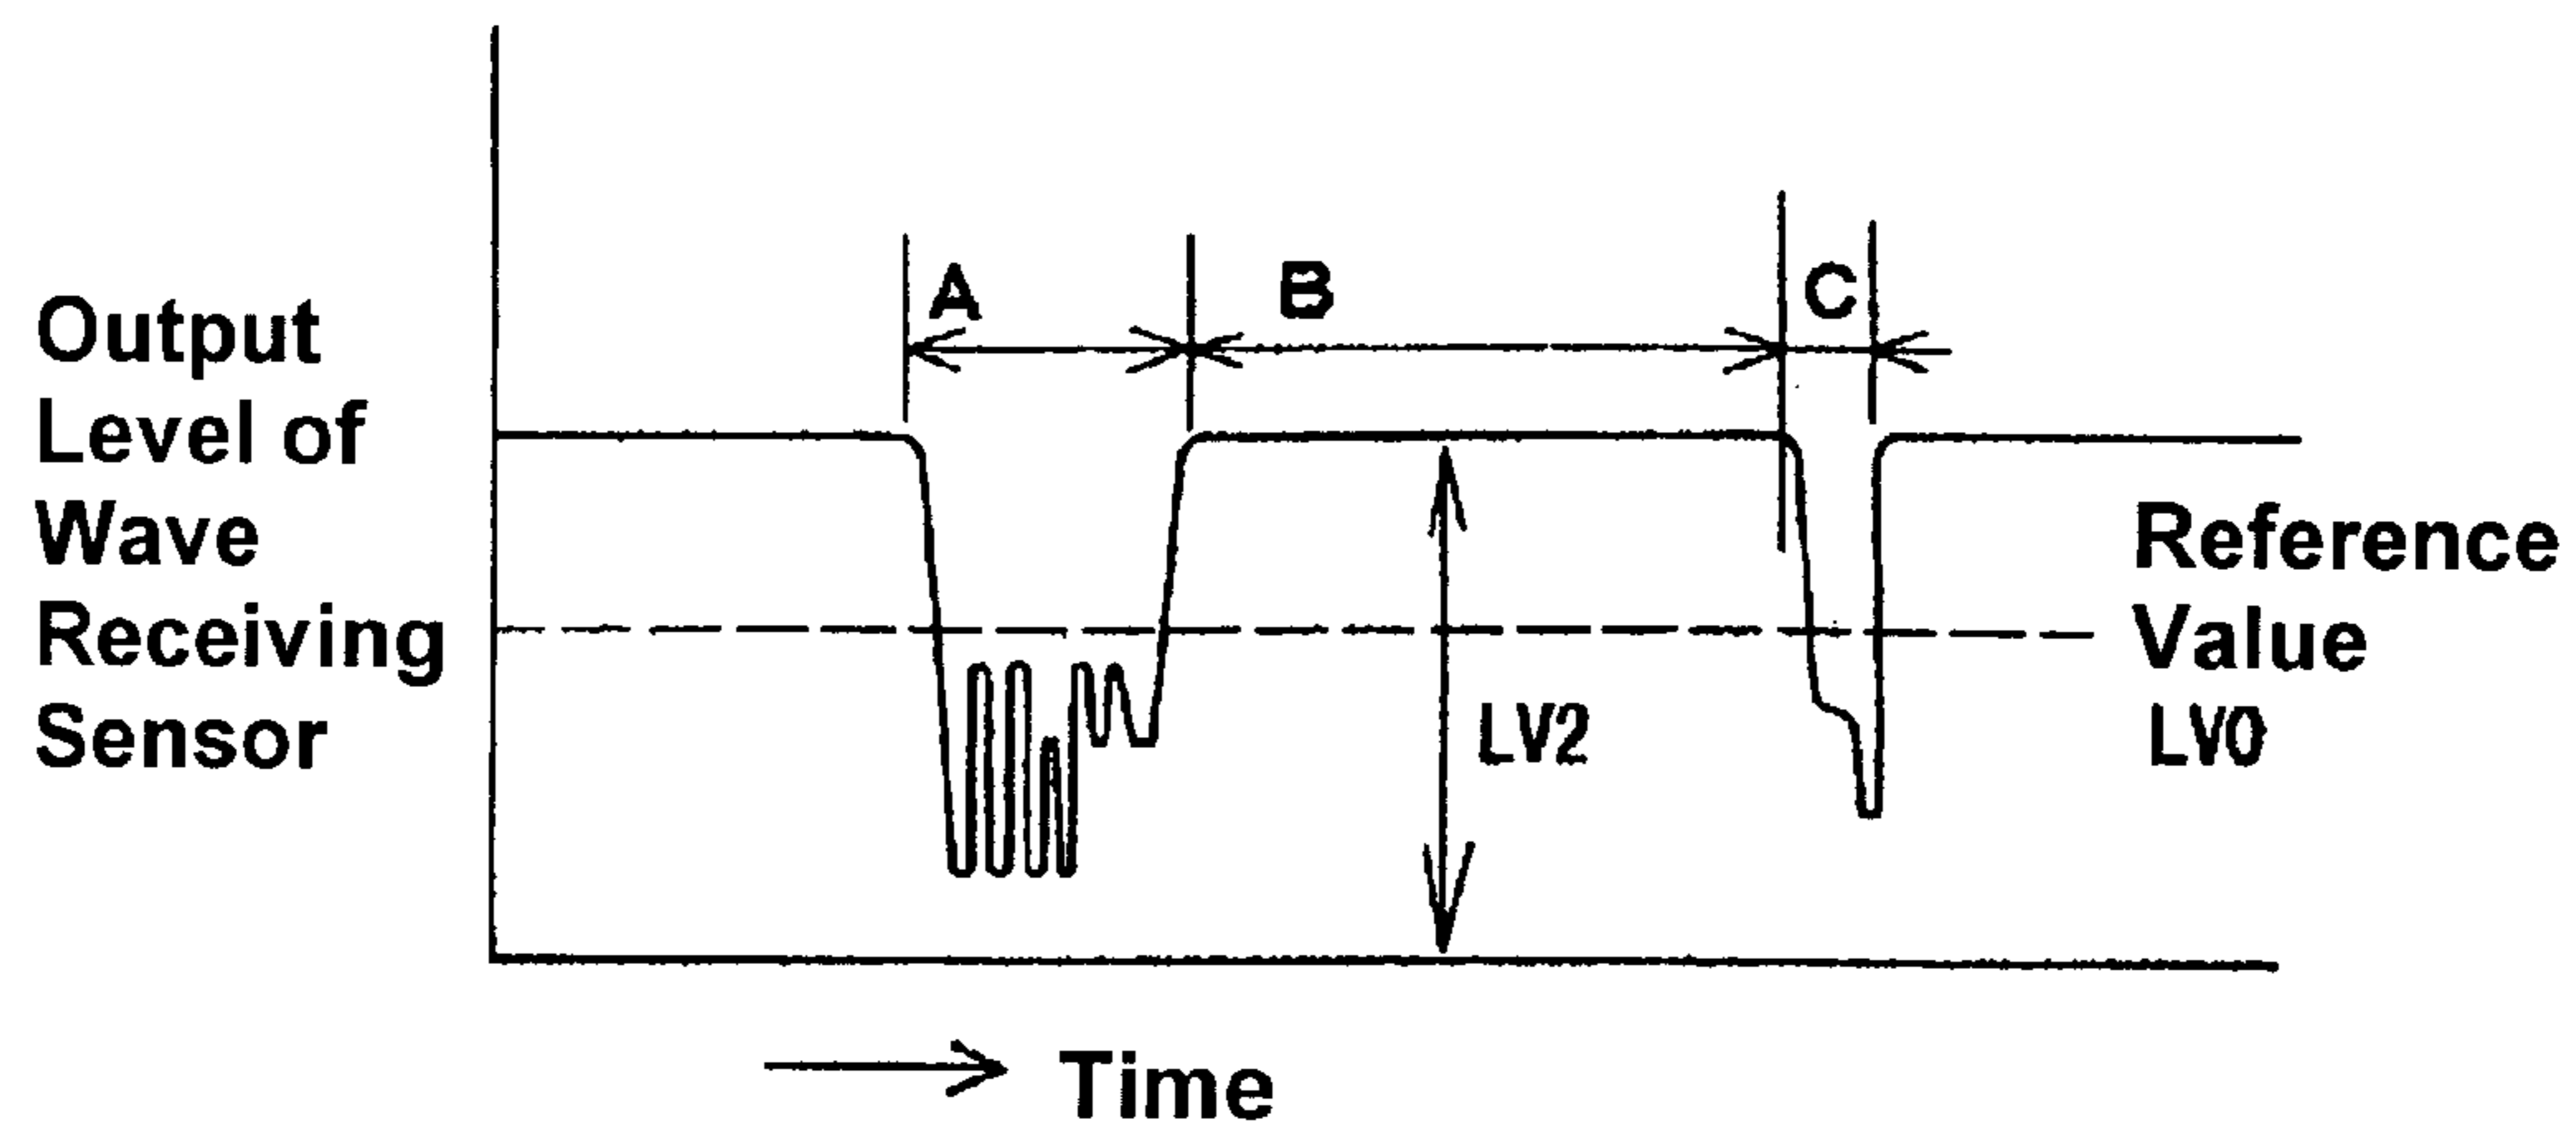 A
B
C
Output
Level of
Wave
Receiving
Sensor
Reference
Value
LV0
LV2
Time